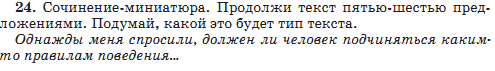 24. Сочинение-миниатюра. Продолжи текст пятью-шестью пред-
ложениями. Подумай, какой это будет тип текста.
Однажды меня спросили, должен ли человек подчиняться каким-
то правилам поведения...